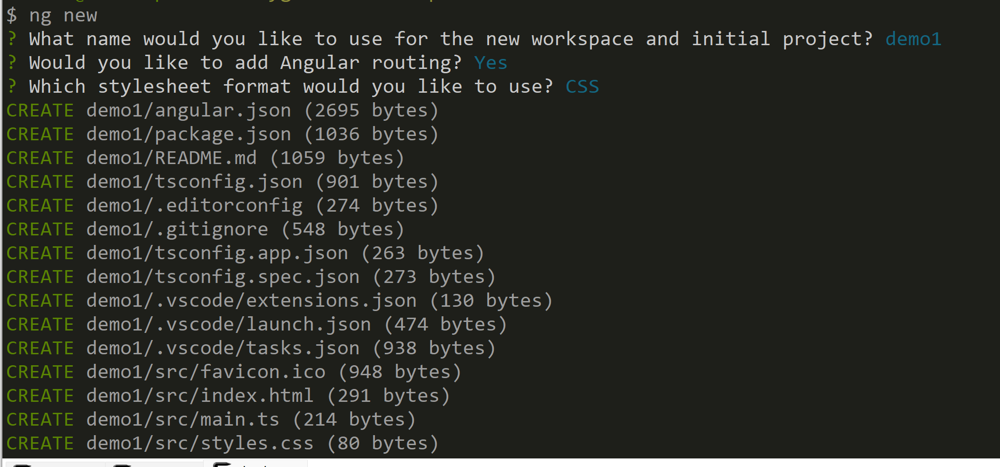 $ ng new
? What name would you like to use for the new workspace and initial project? demo1
? Would you like to add Angular routing? Yes
? Which stylesheet format would you like to use? CSS
CREATE demo1/angular.json (2695 bytes)
CREATE demo1/package.json (1036 bytes)
CREATE demo1/README.md (1059 bytes)
CREATE demo1/tsconfig.json (901 bytes)
CREATE demo1/.editorconfig (274 bytes)
CREATE demo1/.gitignore (548 bytes)
CREATE demo1/tsconfig.app.json (263 bytes)
CREATE demo1/tsconfig.spec.json (273 bytes)
CREATE demo1/.vscode/extensions.json (130 bytes)
CREATE demo1/.vscode/launch.json (474 bytes)
CREATE demo1/.vscode/tasks.json (938 bytes)
CREATE demo1/src/favicon.ico (948 bytes)
CREATE demo1/src/index.html (291 bytes)
CREATE demo1/src/main.ts (214 bytes)
CREATE demo1/src/styles.css (80 bytes)